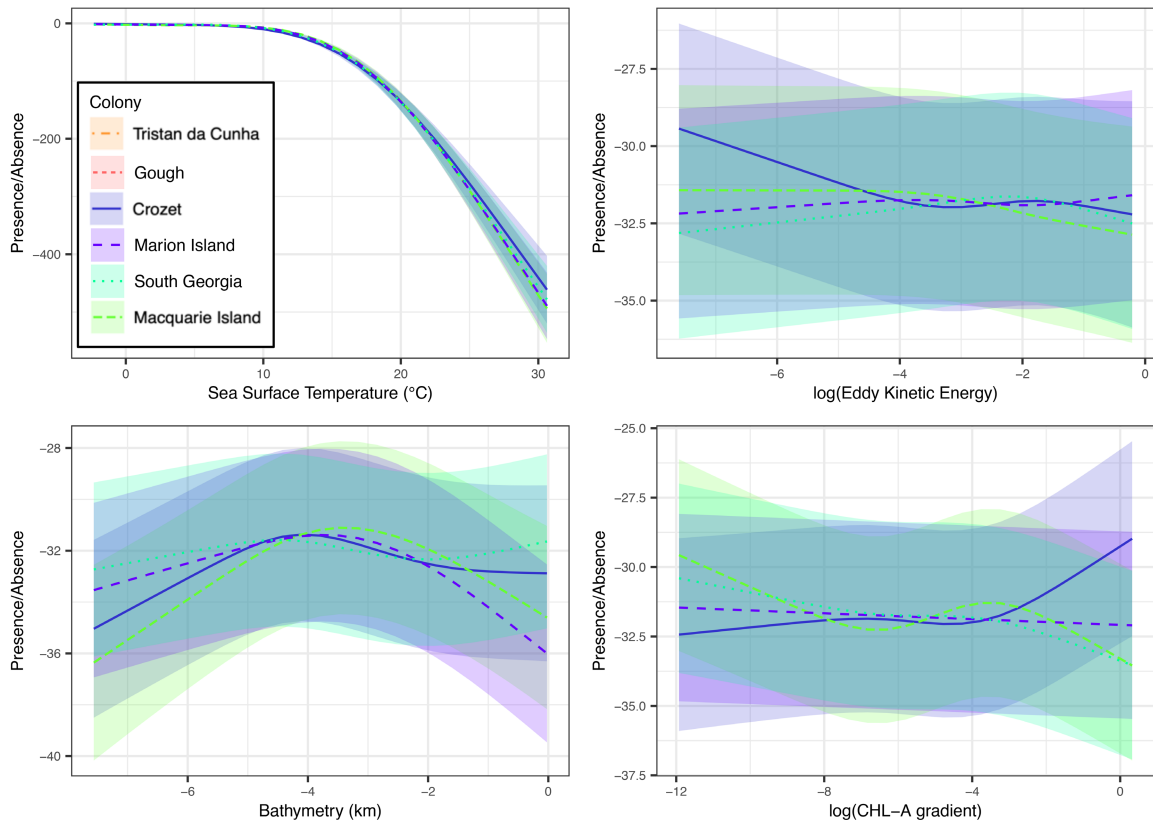 Presence/Absence
0
−200
−400
0
10
20
30
Sea Surface Temperature (°C)
Colony
Tristan da Cunha
Gough
Crozet
Marion Island
South Georgia
Macquarie Island
Presence/Absence
−27.5
−30.0
−32.5
−35.0
−6
−4
−2
0
log(Eddy Kinetic Energy)
Presence/Absence
−28
−32
−36
−40
−6
−4
−2
0
Bathymetry (km)
Presence/Absence
−25.0
−27.5
−30.0
−32.5
−35.0
−37.5
−12
−8
−4
0
log(CHL−A gradient)